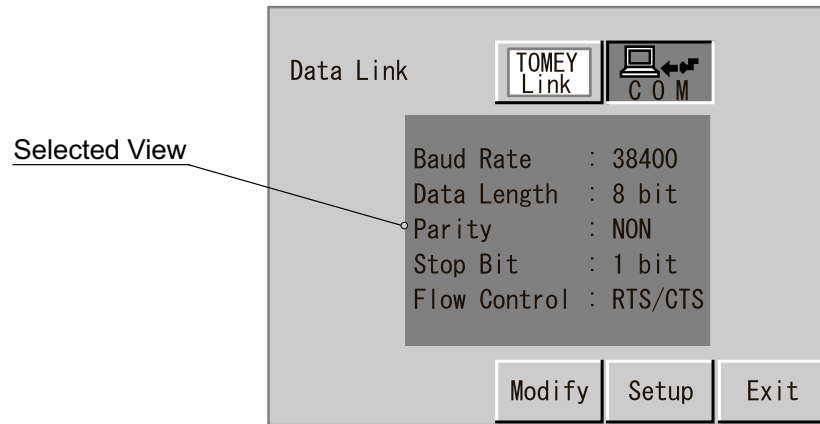 Data Link
TOMEY
Link
COM
Selected View
Baud Rate : 38400
Data Length : 8 bit
Parity : NON
Stop Bit : 1 bit
Flow Control : RTS/CTS
Modify
Setup
Exit